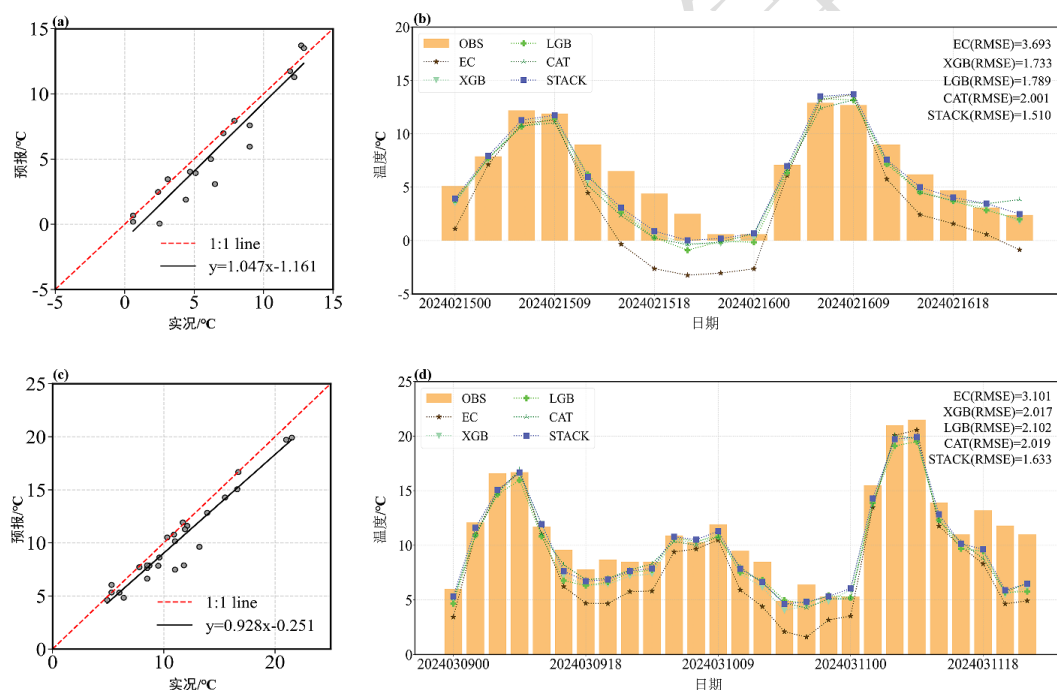 (a)
15
10
5
0
-5
预报/°C
-5
0
5
10
15
实况/°C
1:1 line
y=1.047x-1.161
(b)
20
15
10
5
0
-5
温度/°C
OBS
EC
XGB
LGB
CAT
STACK
EC(RMSE)=3.693
XGB(RMSE)=1.733
LGB(RMSE)=1.789
CAT(RMSE)=2.001
STACK(RMSE)=1.510
2024021500
2024021509
2024021518
2024021600
2024021609
2024021618
日期
(c)
25
20
15
10
5
0
预报/°C
0
10
20
实况/°C
1:1 line
y=0.928x-0.251
(d)
25
20
15
10
5
0
温度/°C
OBS
EC
XGB
LGB
CAT
STACK
EC(RMSE)=3.101
XGB(RMSE)=2.017
LGB(RMSE)=2.102
CAT(RMSE)=2.019
STACK(RMSE)=1.633
2024030900
2024030918
2024031009
2024031100
2024031118
日期